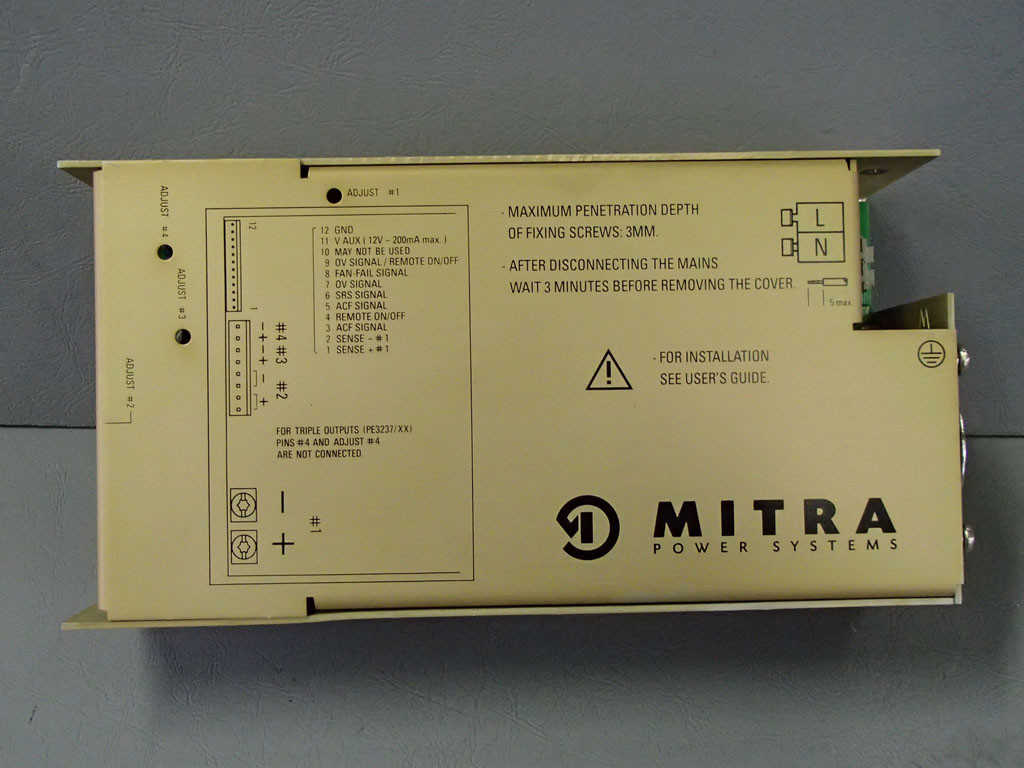 ADJUST #1
ADJUST #4
ADJUST #3
ADJUST #2
12
1
12 GND
11 V AUX ( 12V - 200mA max. )
10 MAY NOT BE USED
9 0V SIGNAL / REMOTE ON/OFF
8 FAN-FAIL SIGNAL
7 0V SIGNAL
6 SRS SIGNAL
5 ACF SIGNAL
4 REMOTE ON/OFF
3 ACF SIGNAL
2 SENSE - #1
1 SENSE + #1
- + - + - +
#4 #3 #2
FOR TRIPLE OUTPUTS (PE3237/XX)
PINS #4 AND ADJUST #4
ARE NOT CONNECTED.
- +
#1
- MAXIMUM PENETRATION DEPTH
OF FIXING SCREWS: 3MM.
- AFTER DISCONNECTING THE MAINS
WAIT 3 MINUTES BEFORE REMOVING THE COVER.
L
N
5 max
!
- FOR INSTALLATION
SEE USER'S GUIDE.
MITRA
POWER SYSTEMS